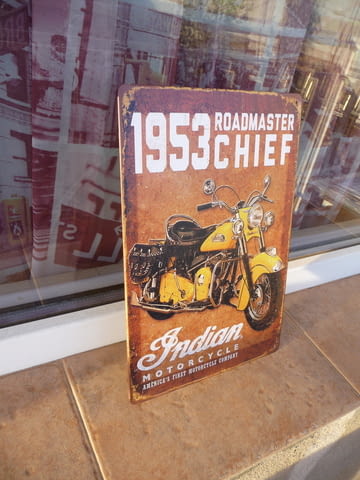 1953 ROADMASTER
CHIEF
Indian
MOTORCYCLE
AMERICA'S FIRST MOTORCYCLE COMPANY